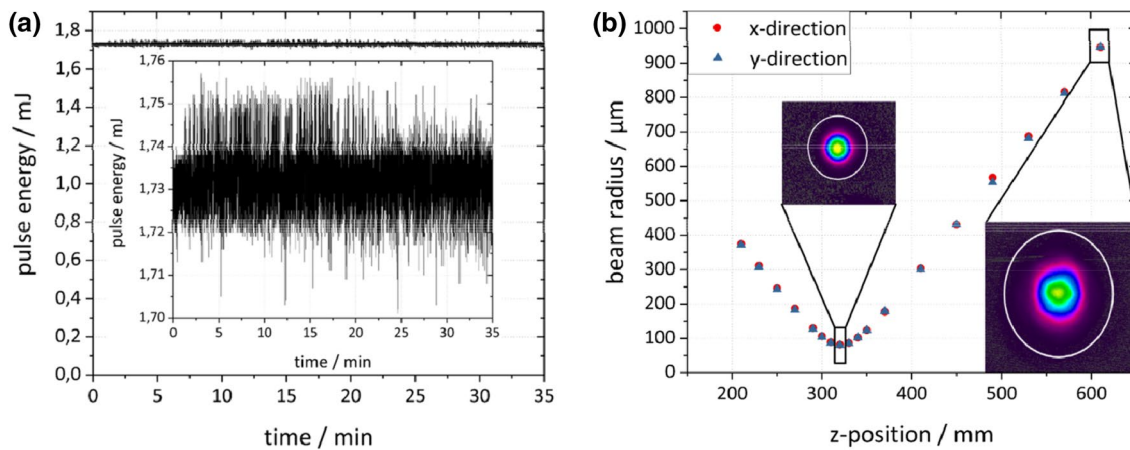 (a)
1,8
1,6
1,4
1,2
1,0
0,8
0,6
0,4
0,2
0,0
pulse energy / mJ
0 5 10 15 20 25 30 35
time / min
1,76
1,75
1,74
1,73
1,72
1,71
1,70
pulse energy / mJ
0 5 10 15 20 25 30 35
time / min
(b)
1000
900
800
700
600
500
400
300
200
100
0
beam radius / µm
x-direction
y-direction
200 300 400 500 600
z-position / mm